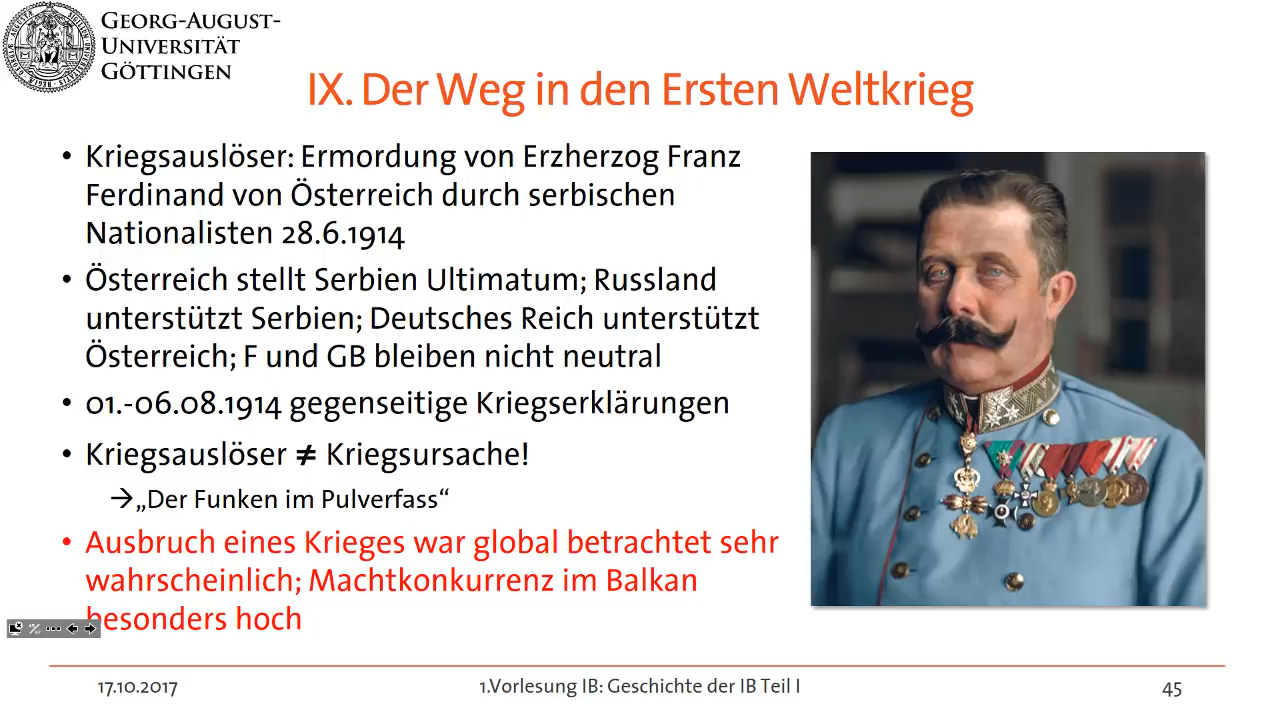 GEORG-AUGUST-
UNIVERSITÄT
GÖTTINGEN
IX. Der Weg in den Ersten Weltkrieg
• Kriegsauslöser: Ermordung von Erzherzog Franz
Ferdinand von Österreich durch serbischen
Nationalisten 28.6.1914
• Österreich stellt Serbien Ultimatum; Russland
unterstützt Serbien; Deutsches Reich unterstützt
Österreich; F und GB bleiben nicht neutral
• 01.-06.08.1914 gegenseitige Kriegserklärungen
• Kriegsauslöser ≠ Kriegsursache!
→„Der Funken im Pulverfass“
• Ausbruch eines Krieges war global betrachtet sehr
wahrscheinlich; Machtkonkurrenz im Balkan
besonders hoch
17.10.2017
1.Vorlesung IB: Geschichte der IB Teil I
45